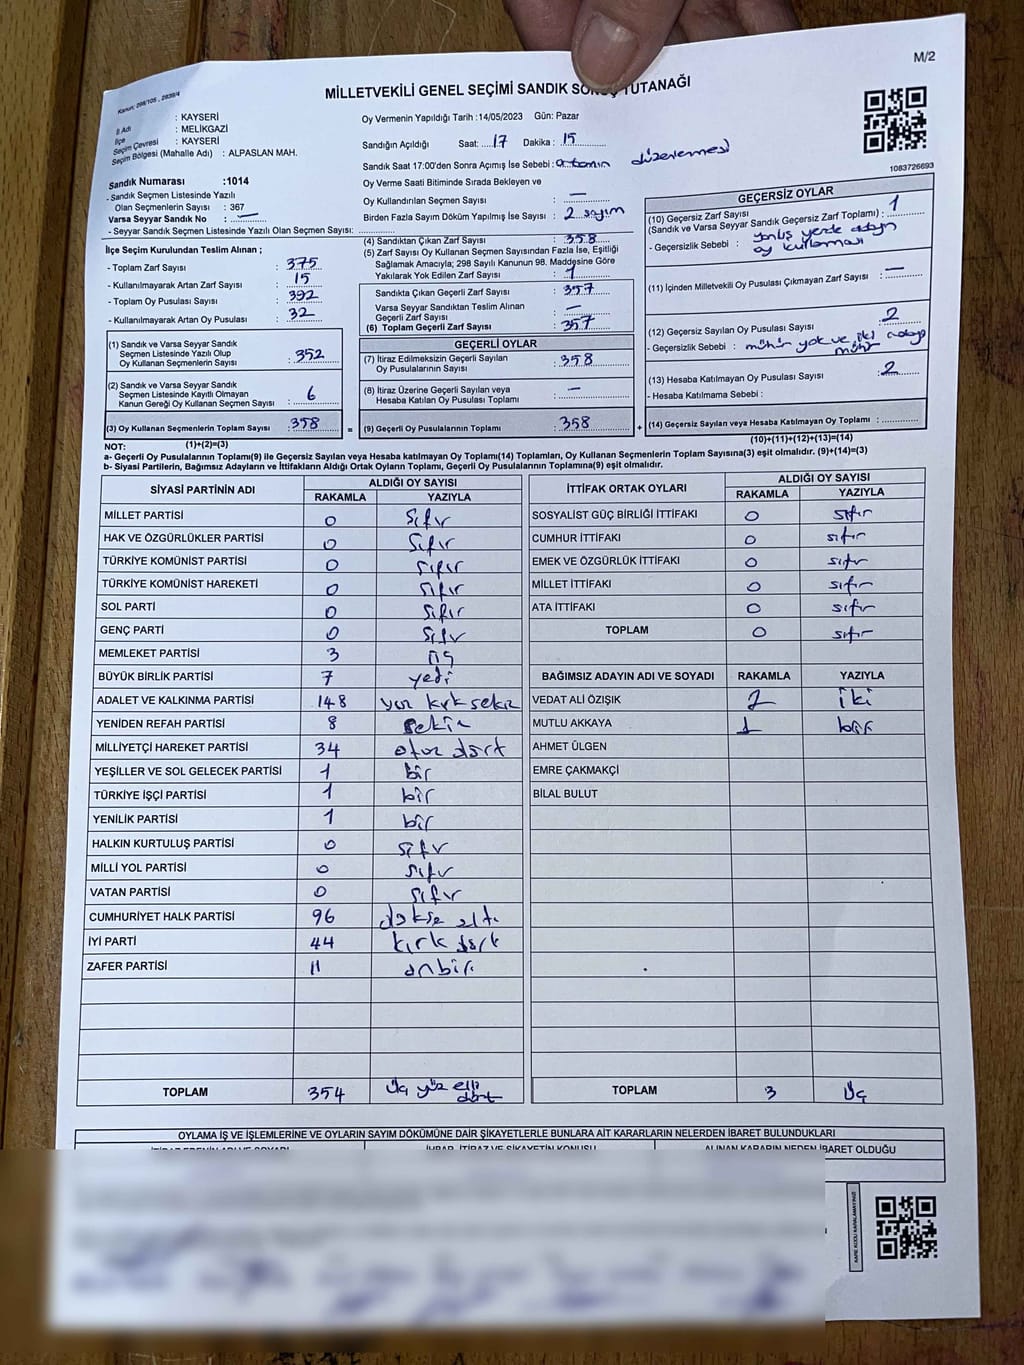 M/2
MİLLETVEKİLİ GENEL SEÇİMİ SANDIK TUTANAĞI
Kanun: 298/105 , 2839/4
İl Adı : KAYSERİ
İlçe : MELİKGAZİ
Seçim Çevresi : KAYSERİ
Seçim Bölgesi (Mahalle Adı) : ALPASLAN MAH.
Sandık Numarası :1014
- Sandık Seçmen Listesinde Yazılı
Olan Seçmenlerin Sayısı : 367
Varsa Seyyar Sandık No : —
- Seyyar Sandık Seçmen Listesinde Yazılı Olan Seçmen Sayısı:
Oy Vermenin Yapıldığı Tarih :14/05/2023 Gün: Pazar
Sandığın Açıldığı Saat: 17 Dakika : 15
Sandık Saat 17:00'den Sonra Açımış İse Sebebi: ortamın düzenlemesi
Oy Verme Saati Bitiminde Sırada Bekleyen ve
Oy Kullandırılan Seçmen Sayısı : —
Birden Fazla Sayım Döküm Yapılmış İse Sayısı : 2 sayım
1083726693
İlçe Seçim Kurulundan Teslim Alınan ;
- Toplam Zarf Sayısı : 375
- Kullanılmayarak Artan Zarf Sayısı : 15
- Toplam Oy Pusulası Sayısı : 392
- Kullanılmayarak Artan Oy Pusulası : 32
(1) Sandık ve Varsa Seyyar Sandık
Seçmen Listesinde Yazılı Olup
Oy Kullanan Seçmenlerin Sayısı : 352
(2) Sandık ve Varsa Seyyar Sandık
Seçmen Listesinde Kayıtlı Olmayan
Kanun Gereği Oy Kullanan Seçmen Sayısı : 6
(3) Oy Kullanan Seçmenlerin Toplam Sayısı : 358
(1)+(2)=(3)
(4) Sandıktan Çıkan Zarf Sayısı : 358
(5) Zarf Sayısı Oy Kullanan Seçmen Sayısından Fazla İse, Eşitliği
Sağlamak Amacıyla; 298 Sayılı Kanunun 98. Maddesine Göre
Yakılarak Yok Edilen Zarf Sayısı : 1
Sandıkta Çıkan Geçerli Zarf Sayısı : 357
Varsa Seyyar Sandıktan Teslim Alınan
Geçerli Zarf Sayısı : —
(6) Toplam Geçerli Zarf Sayısı : 357
GEÇERLİ OYLAR
(7) İtiraz Edilmeksizin Geçerli Sayılan
Oy Pusulalarının Sayısı : 358
(8) İtiraz Üzerine Geçerli Sayılan veya
Hesaba Katılan Oy Pusulası Toplamı : —
= (9) Geçerli Oy Pusulalarının Toplamı : 358
GEÇERSİZ OYLAR
(10) Geçersiz Zarf Sayısı
(Sandık ve Varsa Seyyar Sandık Geçersiz Zarf Toplamı) : 1
- Geçersizlik Sebebi : yanlış yerde oy kullaması
(11) İçinden Milletvekili Oy Pusulası Çıkmayan Zarf Sayısı : —
(12) Geçersiz Sayılan Oy Pusulası Sayısı : 2
- Geçersizlik Sebebi : mühür yok ve iki mühür
(13) Hesaba Katılmayan Oy Pusulası Sayısı : 2
- Hesaba Katılmama Sebebi :
+ (14) Geçersiz Sayılan veya Hesaba Katılmayan Oy Toplamı :
(10)+(11)+(12)+(13)=(14)
NOT:
a- Geçerli Oy Pusulalarının Toplamı(9) ile Geçersiz Sayılan veya Hesaba Katılmayan Oy Toplamı(14) Toplamları, Oy Kullanan Seçmenlerin Toplam Sayısına(3) eşit olmalıdır. (9)+(14)=(3)
b- Siyasi Partilerin, Bağımsız Adayların ve İttifakların Aldığı Ortak Oyların Toplamı, Geçerli Oy Pusulalarının Toplamına(9) eşit olmalıdır.
SİYASİ PARTİNİN ADI ALDIĞI OY SAYISI
RAKAMLA YAZIYLA
MİLLET PARTİSİ 0 sıfır
HAK VE ÖZGÜRLÜKLER PARTİSİ 0 sıfır
TÜRKİYE KOMÜNİST PARTİSİ 0 sıfır
TÜRKİYE KOMÜNİST HAREKETİ 0 sıfır
SOL PARTİ 0 sıfır
GENÇ PARTİ 0 sıfır
MEMLEKET PARTİSİ 3 üç
BÜYÜK BİRLİK PARTİSİ 7 yedi
ADALET VE KALKINMA PARTİSİ 148 yüz kırk sekiz
YENİDEN REFAH PARTİSİ 8 sekiz
MİLLİYETÇİ HAREKET PARTİSİ 34 otuz dört
YEŞİLLER VE SOL GELECEK PARTİSİ 1 bir
TÜRKİYE İŞÇİ PARTİSİ 1 bir
YENİLİK PARTİSİ 1 bir
HALKIN KURTULUŞ PARTİSİ 0 sıfır
MİLLİ YOL PARTİSİ 0 sıfır
VATAN PARTİSİ 0 sıfır
CUMHURİYET HALK PARTİSİ 96 doksan altı
İYİ PARTİ 44 kırk dört
ZAFER PARTİSİ 11 onbir
TOPLAM 354 üç yüz elli dört
İTTİFAK ORTAK OYLARI ALDIĞI OY SAYISI
RAKAMLA YAZIYLA
SOSYALİST GÜÇ BİRLİĞİ İTTİFAKI 0 sıfır
CUMHUR İTTİFAKI 0 sıfır
EMEK VE ÖZGÜRLÜK İTTİFAKI 0 sıfır
MİLLET İTTİFAKI 0 sıfır
ATA İTTİFAKI 0 sıfır
TOPLAM 0 sıfır
BAĞIMSIZ ADAYIN ADI VE SOYADI RAKAMLA YAZIYLA
VEDAT ALİ ÖZIŞIK 2 iki
MUTLU AKKAYA 1 bir
AHMET ÜLGEN
EMRE ÇAKMAKÇİ
BİLAL BULUT
TOPLAM 3 üç
OYLAMA İŞ VE İŞLEMLERİNE VE OYLARIN SAYIM DÖKÜMÜNE DAİR ŞİKAYETLERLE BUNLARA AİT KARARLARIN NELERDEN İBARET BULUNDUKLARI
İTİRAZ EDENİN ADI VE SOYADI İHBAR, İTİRAZ VE ŞİKAYETİN KONUSU ALINAN KARARIN NEDEN İBARET OLDUĞU